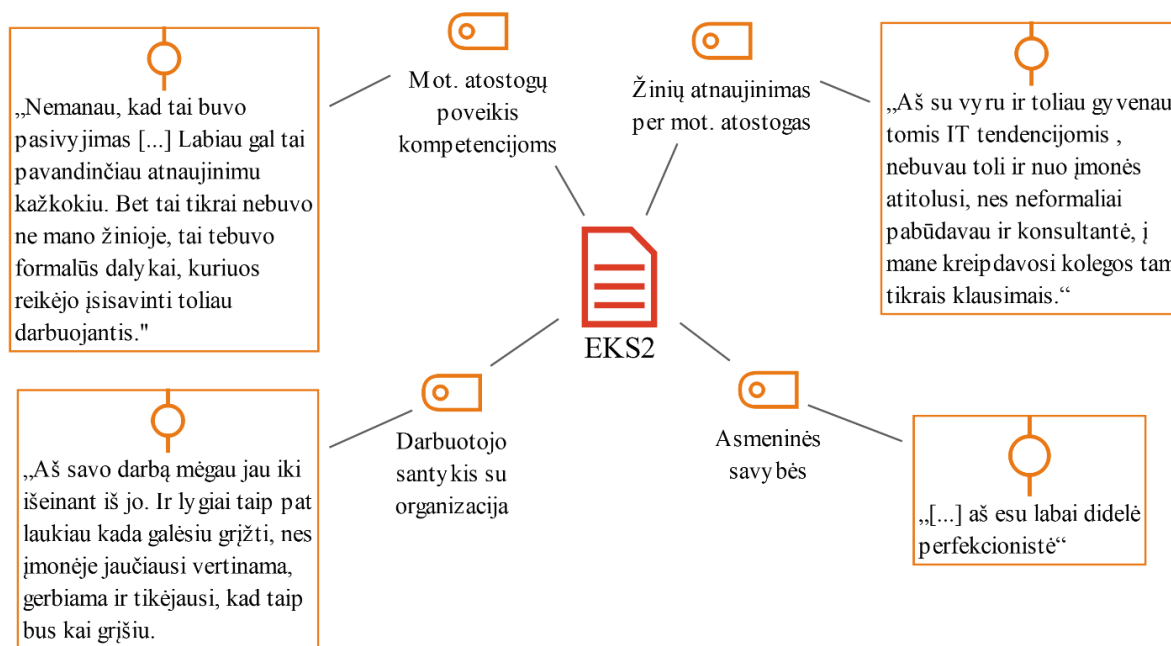 „Nemanau, kad tai buvo
pasivyjimas [...] Labiau gal tai
pavandinčiau atnaujinimu
kažkokiu. Bet tai tikrai nebuvo
ne mano žinioje, tai tebuvo
formalūs dalykai, kuriuos
reikėjo įsisavinti toliau
darbuojantis."
Mot. atostogų
poveikis
kompetencijoms
Žinių atnaujinimas
per mot. atostogas
„Aš su vyru ir toliau gyvenau
tomis IT tendencijomis ,
nebuvau toli ir nuo įmonės
atitolusi, nes neformaliai
pabūdavau ir konsultantė, į
mane kreipdavosi kolegos tam
tikrais klausimais.“
EKS2
„Aš savo darbą mėgau jau iki
išeinant iš jo. Ir lygiai taip pat
laukiau kada galėsiu grįžti, nes
įmonėje jaučiausi vertinama,
gerbiama ir tikėjausi, kad taip
bus kai grįšiu.
Darbuotojo
santykis su
organizacija
Asmeninės
savybės
„[...] aš esu labai didelė
perfekcionistė“